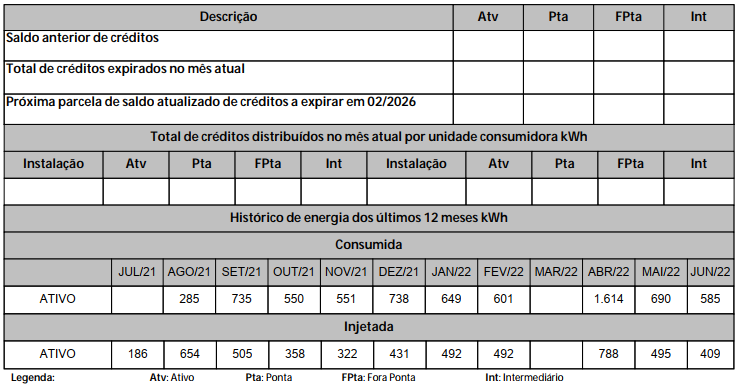 Descrição Atv Pta FPta Int
Saldo anterior de créditos
Total de créditos expirados no mês atual
Próxima parcela de saldo atualizado de créditos a expirar em 02/2026
Total de créditos distribuídos no mês atual por unidade consumidora kWh
Instalação Atv Pta FPta Int Instalação Atv Pta FPta Int
Histórico de energia dos últimos 12 meses kWh
Consumida
JUL/21 AGO/21 SET/21 OUT/21 NOV/21 DEZ/21 JAN/22 FEV/22 MAR/22 ABR/22 MAI/22 JUN/22
ATIVO 285 735 550 551 738 649 601 1.614 690 585
Injetada
ATIVO 186 654 505 358 322 431 492 492 788 495 409
Legenda: Atv: Ativo Pta: Ponta FPta: Fora Ponta Int: Intermediário